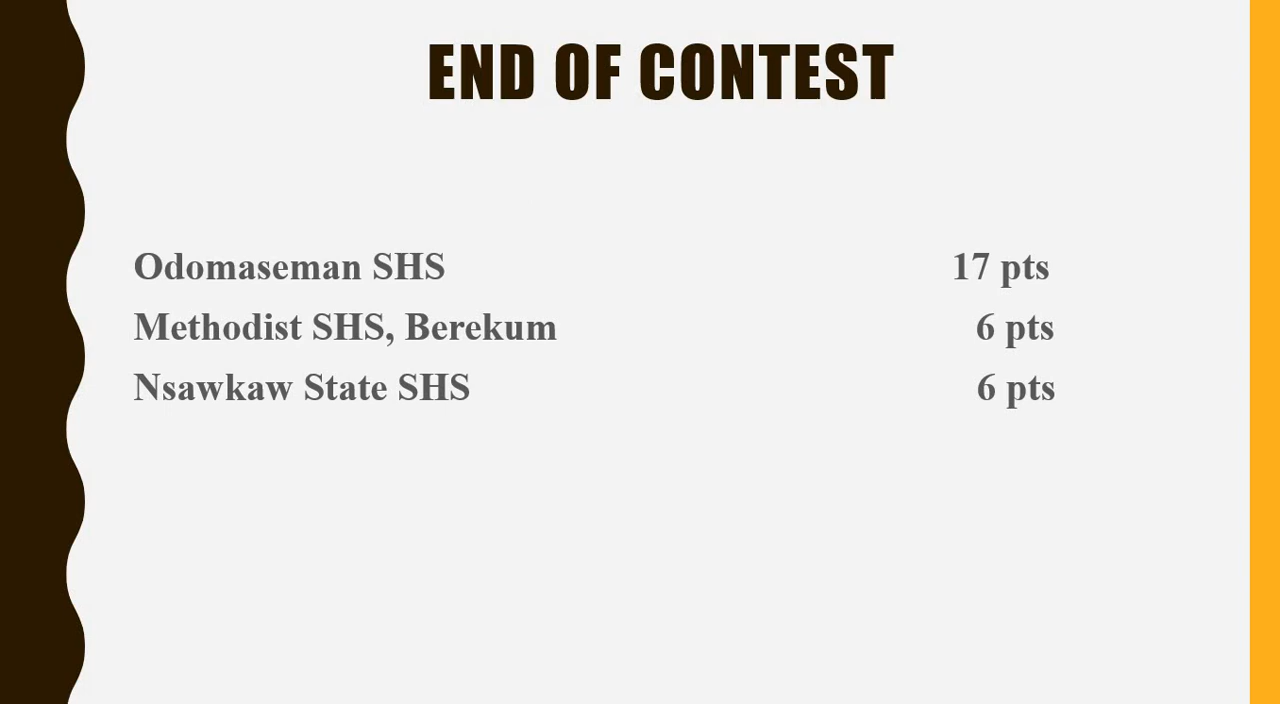 END OF CONTEST
Odomaseman SHS 17 pts
Methodist SHS, Berekum 6 pts
Nsawkaw State SHS 6 pts